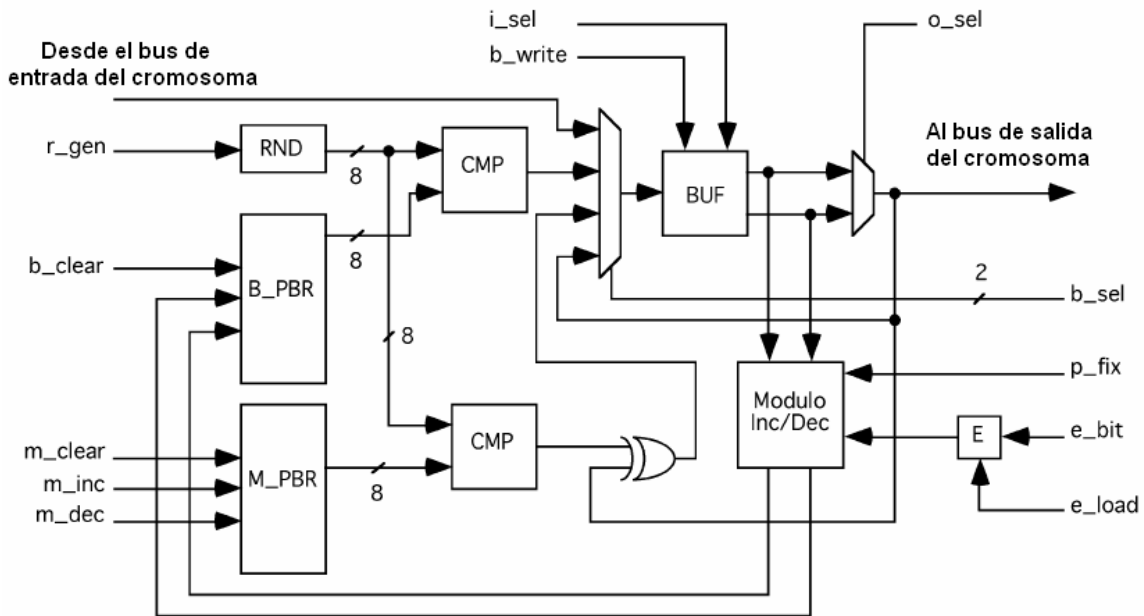 i_sel
o_sel
Desde el bus de
entrada del cromosoma
b_write
r_gen
RND
8
CMP
BUF
Al bus de salida
del cromosoma
b_clear
B_PBR
8
8
2
b_sel
p_fix
Modulo
Inc/Dec
E
e_bit
m_clear
m_inc
m_dec
M_PBR
8
CMP
e_load